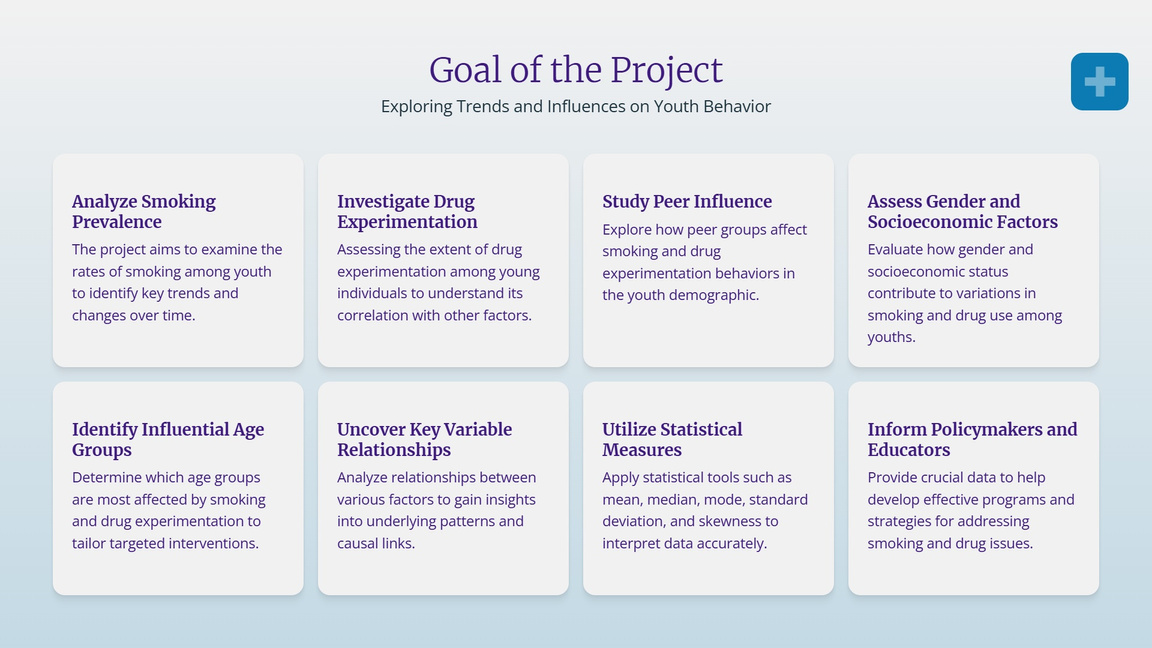 Goal of the Project
Exploring Trends and Influences on Youth Behavior
Analyze Smoking
Prevalence
The project aims to examine the
rates of smoking among youth
to identify key trends and
changes over time.
Investigate Drug
Experimentation
Assessing the extent of drug
experimentation among young
individuals to understand its
correlation with other factors.
Study Peer Influence
Explore how peer groups affect
smoking and drug
experimentation behaviors in
the youth demographic.
Assess Gender and
Socioeconomic Factors
Evaluate how gender and
socioeconomic status
contribute to variations in
smoking and drug use among
youths.
Identify Influential Age
Groups
Determine which age groups
are most affected by smoking
and drug experimentation to
tailor targeted interventions.
Uncover Key Variable
Relationships
Analyze relationships between
various factors to gain insights
into underlying patterns and
causal links.
Utilize Statistical
Measures
Apply statistical tools such as
mean, median, mode, standard
deviation, and skewness to
interpret data accurately.
Inform Policymakers and
Educators
Provide crucial data to help
develop effective programs and
strategies for addressing
smoking and drug issues.